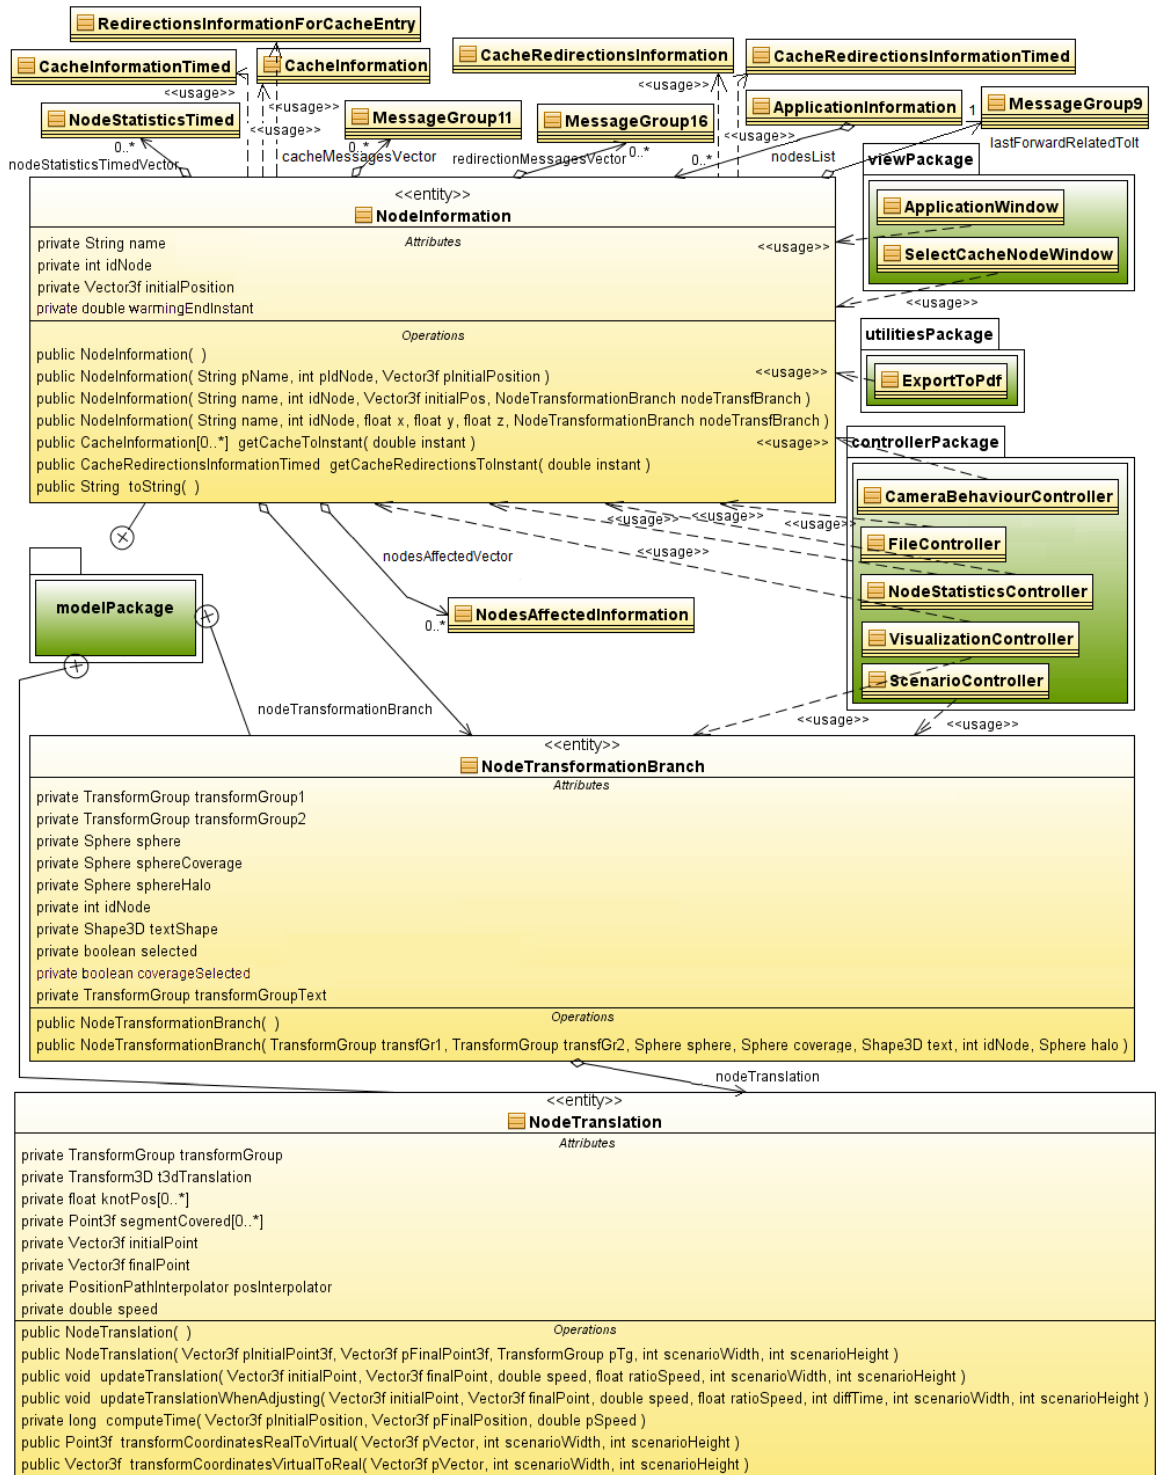 RedirectionsInformationForCacheEntry
CacheInformationTimed
CacheInformation
CacheRedirectionsInformation
CacheRedirectionsInformationTimed
<<usage>>
<<usage>>
<<usage>>
<<usage>>
<<usage>>
NodeStatisticsTimed
MessageGroup11
MessageGroup16
ApplicationInformation
1
MessageGroup9
0..*
nodeStatisticsTimedVector
0..*
cacheMessagesVector
redirectionMessagesVector
0..*
0..*
nodesList
lastForwardRelatedToIt
viewPackage
ApplicationWindow
SelectCacheNodeWindow
<<usage>>
<<usage>>
<<entity>>
NodeInformation
Attributes
private String name
private int idNode
private Vector3f initialPosition
private double warmingEndInstant
Operations
public NodeInformation( )
public NodeInformation( String pName, int pIdNode, Vector3f pInitialPosition )
public NodeInformation( String name, int idNode, Vector3f initialPos, NodeTransformationBranch nodeTransfBranch )
public NodeInformation( String name, int idNode, float x, float y, float z, NodeTransformationBranch nodeTransfBranch )
public CacheInformation[0..*] getCacheToInstant( double instant )
public CacheRedirectionsInformationTimed getCacheRedirectionsToInstant( double instant )
public String toString( )
utilitiesPackage
<<usage>>
ExportToPdf
<<usage>>
controllerPackage
CameraBehaviourController
FileController
NodeStatisticsController
VisualizationController
ScenarioController
<<usage>>
<<usage>>
<<usage>>
<<usage>>
nodesAffectedVector
modelPackage
0..*
NodesAffectedInformation
nodeTransformationBranch
<<usage>>
<<usage>>
<<entity>>
NodeTransformationBranch
Attributes
private TransformGroup transformGroup1
private TransformGroup transformGroup2
private Sphere sphere
private Sphere sphereCoverage
private Sphere sphereHalo
private int idNode
private Shape3D textShape
private boolean selected
private boolean coverageSelected
private TransformGroup transformGroupText
Operations
public NodeTransformationBranch( )
public NodeTransformationBranch( TransformGroup transfGr1, TransformGroup transfGr2, Sphere sphere, Sphere coverage, Shape3D text, int idNode, Sphere halo )
nodeTranslation
<<entity>>
NodeTranslation
Attributes
private TransformGroup transformGroup
private Transform3D t3dTranslation
private float knotPos[0..*]
private Point3f segmentCovered[0..*]
private Vector3f initialPoint
private Vector3f finalPoint
private PositionPathInterpolator posInterpolator
private double speed
Operations
public NodeTranslation( )
public NodeTranslation( Vector3f pInitialPoint3f, Vector3f pFinalPoint3f, TransformGroup pTg, int scenarioWidth, int scenarioHeight )
public void updateTranslation( Vector3f initialPoint, Vector3f finalPoint, double speed, float ratioSpeed, int scenarioWidth, int scenarioHeight )
public void updateTranslationWhenAdjusting( Vector3f initialPoint, Vector3f finalPoint, double speed, float ratioSpeed, int diffTime, int scenarioWidth, int scenarioHeight )
private long computeTime( Vector3f pInitialPosition, Vector3f pFinalPosition, double pSpeed )
public Point3f transformCoordinatesRealToVirtual( Vector3f pVector, int scenarioWidth, int scenarioHeight )
public Vector3f transformCoordinatesVirtualToReal( Vector3f pVector, int scenarioWidth, int scenarioHeight )